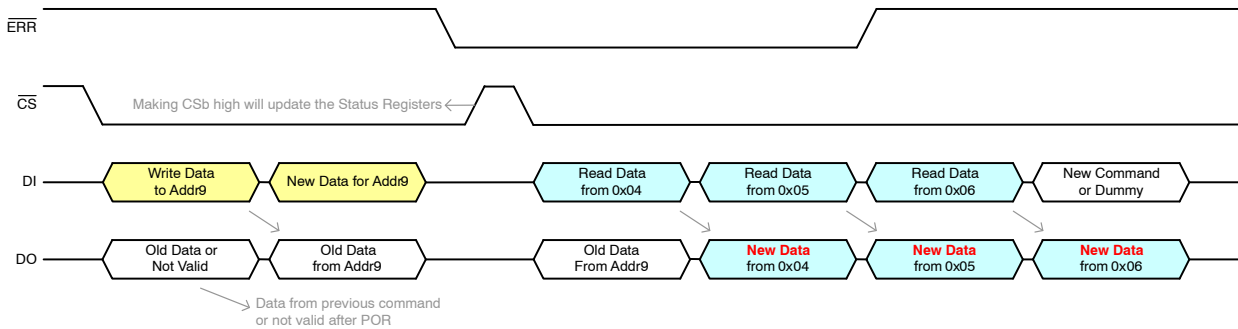 ERR
CS
Making CSb high will update the Status Registers
DI
Write Data
to Addr9
New Data for Addr9
Read Data
from 0x04
Read Data
from 0x05
Read Data
from 0x06
New Command
or Dummy
DO
Old Data or
Not Valid
Old Data
from Addr9
Old Data
From Addr9
New Data
from 0x04
New Data
from 0x05
New Data
from 0x06
Data from previous command
or not valid after POR